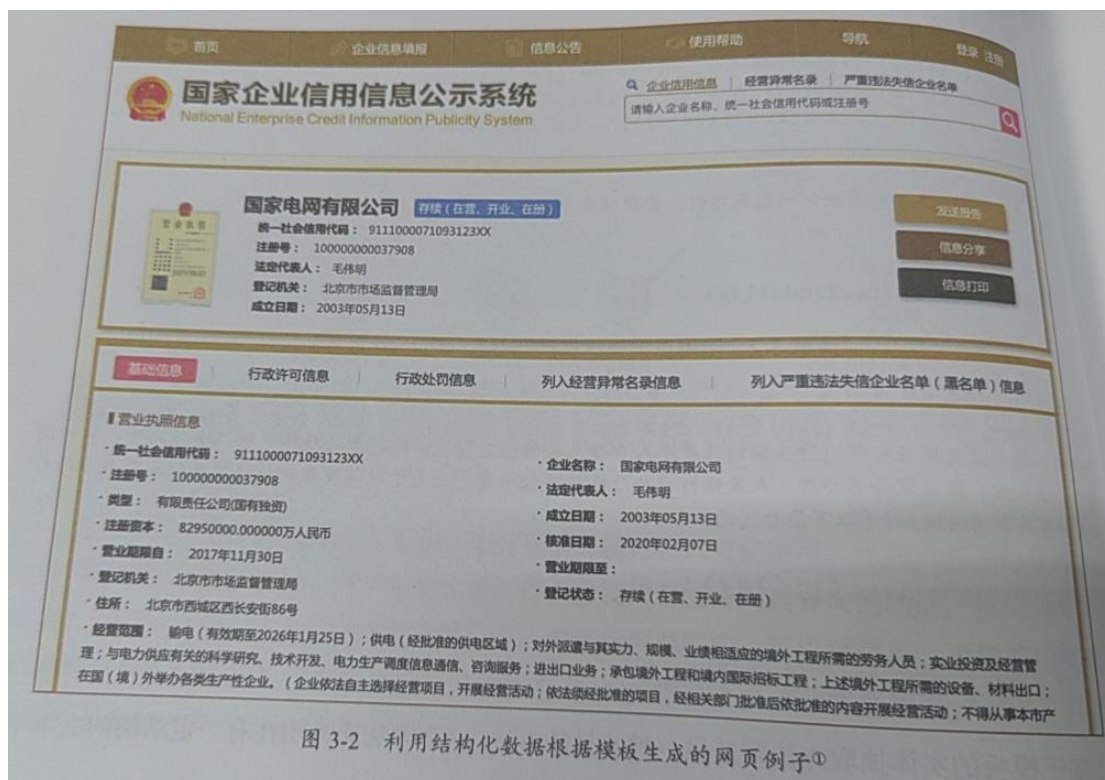 首页 企业信息填报 信息公告 使用帮助 导航 登录 注册
国家企业信用信息公示系统
National Enterprise Credit Information Publicity System
企业信用信息 | 经营异常名录 | 严重违法失信企业名单
请输入企业名称、统一社会信用代码或注册号
营业执照
国家电网有限公司 存续（在营、开业、在册）
统一社会信用代码： 9111000071093123XX
注册号： 100000000037908
法定代表人： 毛伟明
登记机关： 北京市市场监督管理局
成立日期： 2003年05月13日
发送报告
信息分享
信息打印
基础信息 | 行政许可信息 | 行政处罚信息 | 列入经营异常名录信息 | 列入严重违法失信企业名单（黑名单）信息
营业执照信息
·统一社会信用代码： 9111000071093123XX
·注册号： 100000000037908
·类型： 有限责任公司(国有独资)
·注册资本： 82950000.000000万人民币
·营业期限自： 2017年11月30日
·登记机关： 北京市市场监督管理局
·住所： 北京市西城区西长安街86号
·企业名称： 国家电网有限公司
·法定代表人： 毛伟明
·成立日期： 2003年05月13日
·核准日期： 2020年02月07日
·营业期限至：
·登记状态： 存续（在营、开业、在册）
·经营范围： 输电（有效期至2026年1月25日）；供电（经批准的供电区域）；对外派遣与其实力、规模、业绩相适应的境外工程所需的劳务人员；实业投资及经营管
理；与电力供应有关的科学研究、技术开发、电力生产调度信息通信、咨询服务；进出口业务；承包境外工程和境内国际招标工程；上述境外工程所需的设备、材料出口；
在国（境）外举办各类生产性企业。（企业依法自主选择经营项目，开展经营活动；依法须经批准的项目，经相关部门批准后依批准的内容开展经营活动；不得从事本市产
图 3-2 利用结构化数据根据模板生成的网页例子①